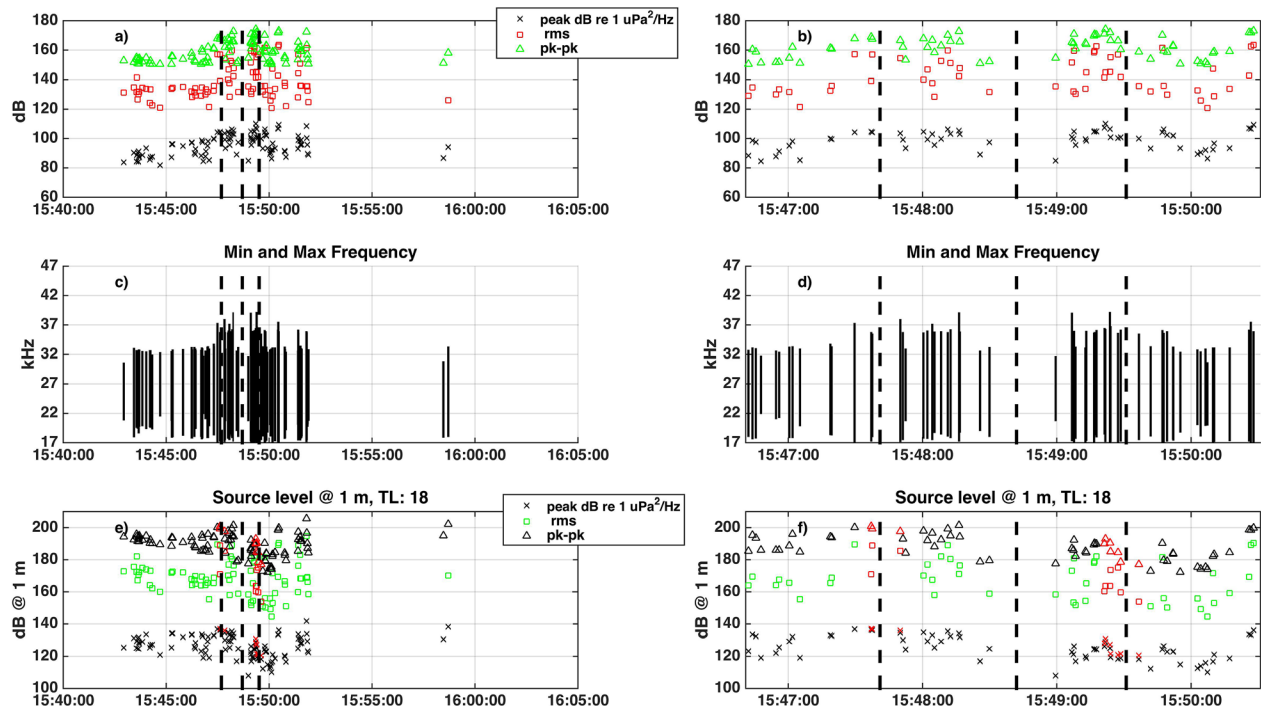 peak dB re 1 uPa²/Hz
rms
pk-pk
a)
dB
180
160
140
120
100
80
60
15:40:00 15:45:00 15:50:00 15:55:00 16:00:00 16:05:00
b)
dB
180
160
140
120
100
80
60
15:47:00 15:48:00 15:49:00 15:50:00
Min and Max Frequency
c)
kHz
47
42
37
32
27
22
17
15:40:00 15:45:00 15:50:00 15:55:00 16:00:00 16:05:00
Min and Max Frequency
d)
kHz
47
42
37
32
27
22
17
15:47:00 15:48:00 15:49:00 15:50:00
Source level @ 1 m, TL: 18
peak dB re 1 uPa²/Hz
rms
pk-pk
e)
dB @ 1 m
200
180
160
140
120
100
15:40:00 15:45:00 15:50:00 15:55:00 16:00:00 16:05:00
Source level @ 1 m, TL: 18
f)
dB @ 1 m
200
180
160
140
120
100
15:47:00 15:48:00 15:49:00 15:50:00